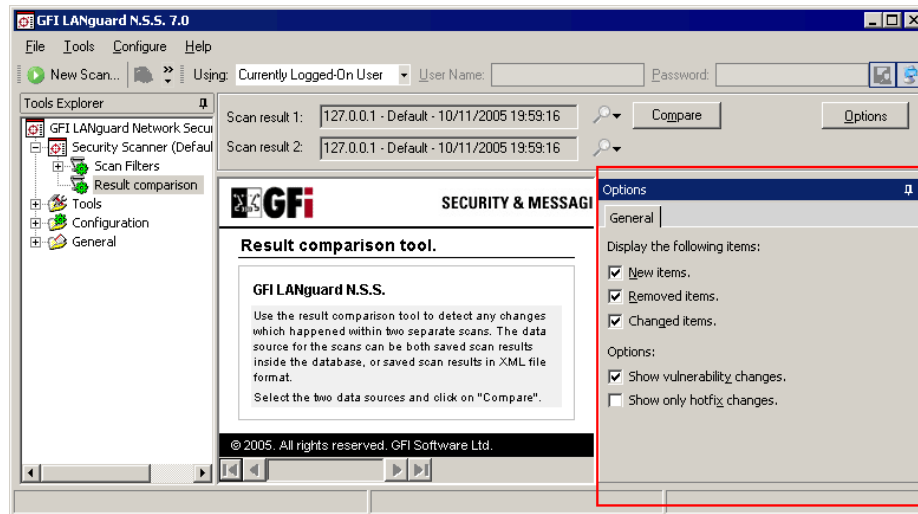 GFI LANguard N.S.S. 7.0
File Tools Configure Help
New Scan... Using: Currently Logged-On User User Name: Password:
Tools Explorer
GFI LANguard Network Secu
Security Scanner (Defaul
Scan Filters
Result comparison
Tools
Configuration
General
Scan result 1: 127.0.0.1 - Default - 10/11/2005 19:59:16 Compare Options
Scan result 2: 127.0.0.1 - Default - 10/11/2005 19:59:16
GFi SECURITY & MESSAGI
Result comparison tool.
GFI LANguard N.S.S.
Use the result comparison tool to detect any changes
which happened within two separate scans. The data
source for the scans can be both saved scan results
inside the database, or saved scan results in XML file
format.
Select the two data sources and click on "Compare".
© 2005. All rights reserved. GFI Software Ltd.
Options
General
Display the following items:
New items.
Removed items.
Changed items.
Options:
Show vulnerability changes.
Show only hotfix changes.